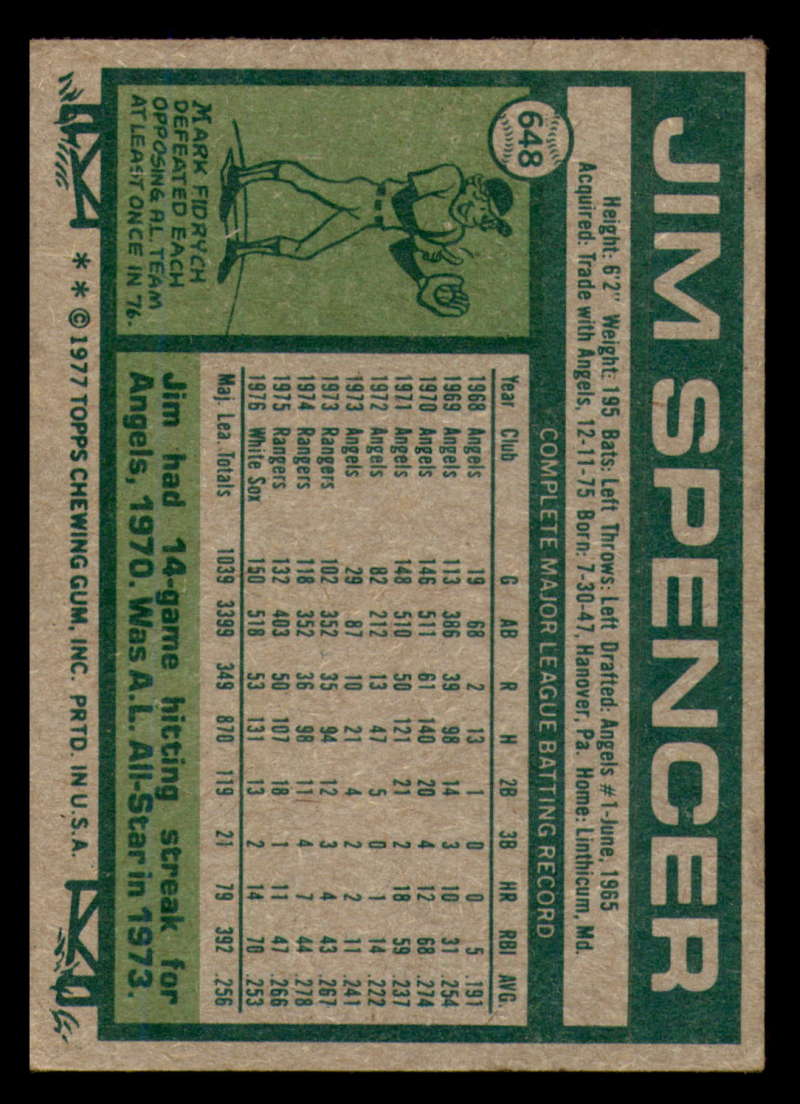 648
JIM SPENCER
Height: 6'2" Weight: 195 Bats: Left Throws: Left Drafted: Angels #1-June, 1965
Acquired: Trade with Angels, 12-11-75 Born: 7-30-47, Hanover, Pa. Home: Linthicum, Md.
COMPLETE MAJOR LEAGUE BATTING RECORD
Year Club G AB R H 2B 3B HR RBI AVG.
1968 Angels 19 68 2 13 1 0 0 5 .191
1969 Angels 113 386 39 98 14 3 10 31 .254
1970 Angels 146 511 61 140 20 4 12 68 .274
1971 Angels 148 510 50 121 21 2 18 59 .237
1972 Angels 82 212 13 47 5 0 1 14 .222
1973 Angels 29 87 10 21 4 2 2 11 .241
1973 Rangers 102 352 35 94 12 3 4 43 .267
1974 Rangers 118 352 36 98 11 4 7 44 .278
1975 Rangers 132 403 50 107 18 1 11 47 .266
1976 White Sox 150 518 53 131 13 2 14 70 .253
Maj. Lea. Totals 1039 3399 349 870 119 21 79 392 .256
MARK FIDRYCH
DEFEATED EACH
OPPOSING A.L. TEAM
AT LEAST ONCE IN '76.
Jim had 14-game hitting streak for
Angels, 1970. Was A.L. All-Star in 1973.
* * © 1977 TOPPS CHEWING GUM, INC. PRTD. IN U.S.A.